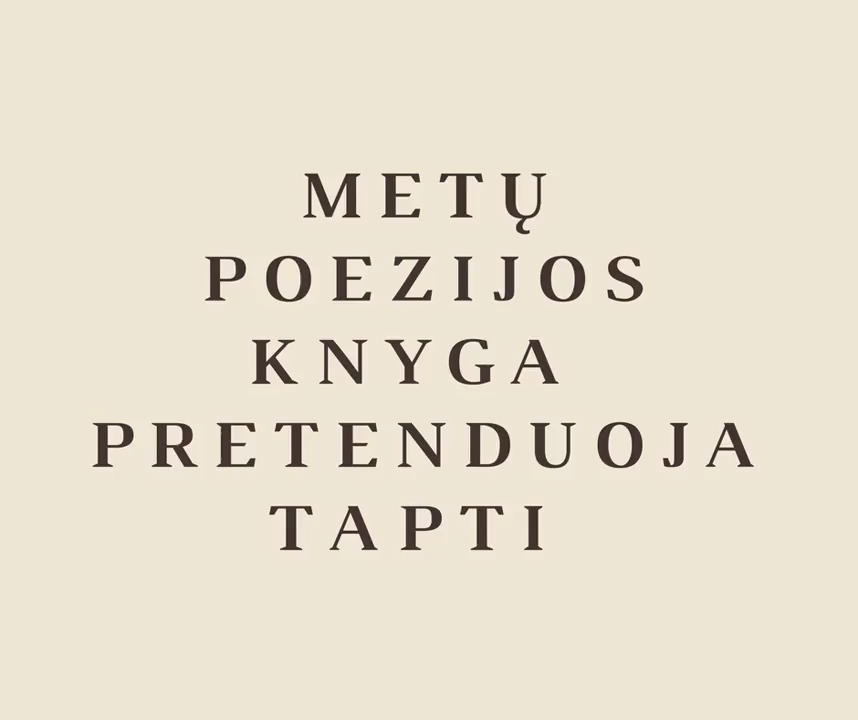 METŲ
POEZIJOS
KNYGA
PRETENDUOJA
TAPTI